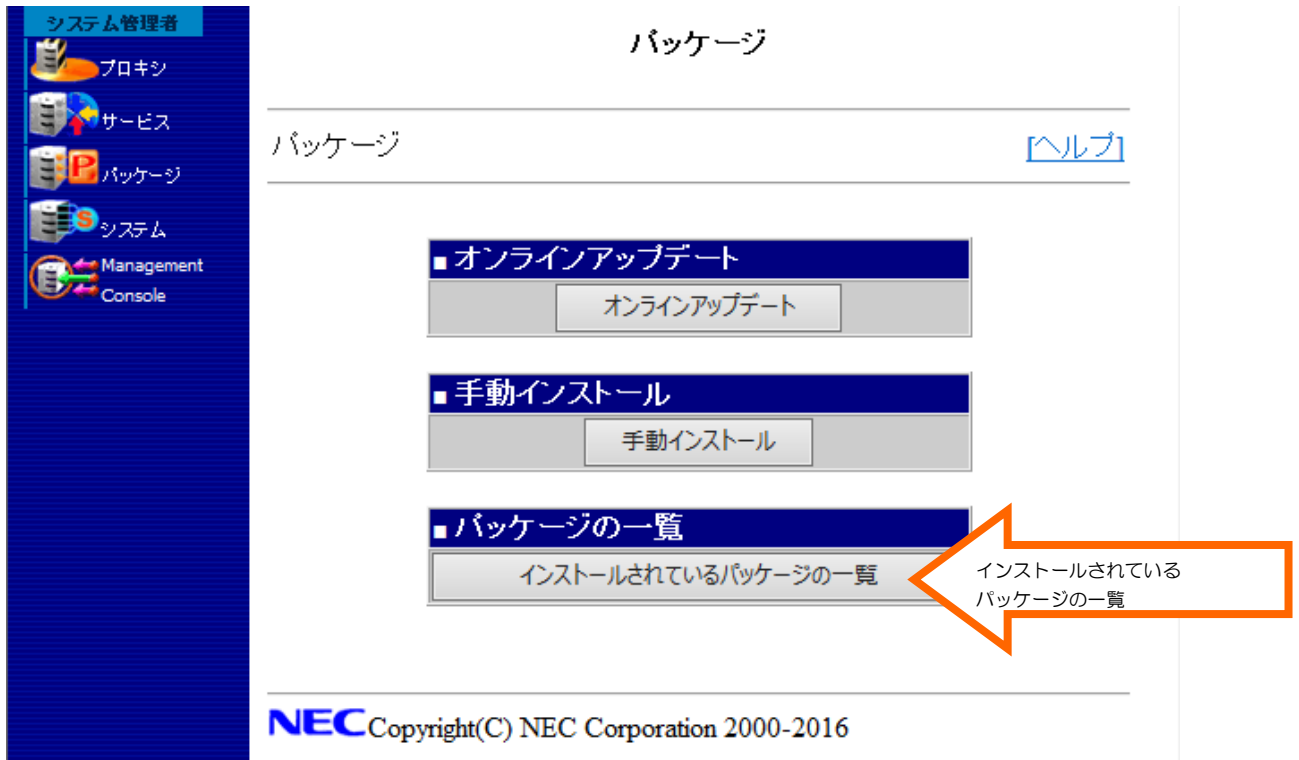 システム管理者
プロキシ
サービス
パッケージ
システム
Management
Console
パッケージ
パッケージ
[ヘルプ]
■オンラインアップデート
オンラインアップデート
■手動インストール
手動インストール
■パッケージの一覧
インストールされているパッケージの一覧
インストールされている
パッケージの一覧
NEC Copyright(C) NEC Corporation 2000-2016